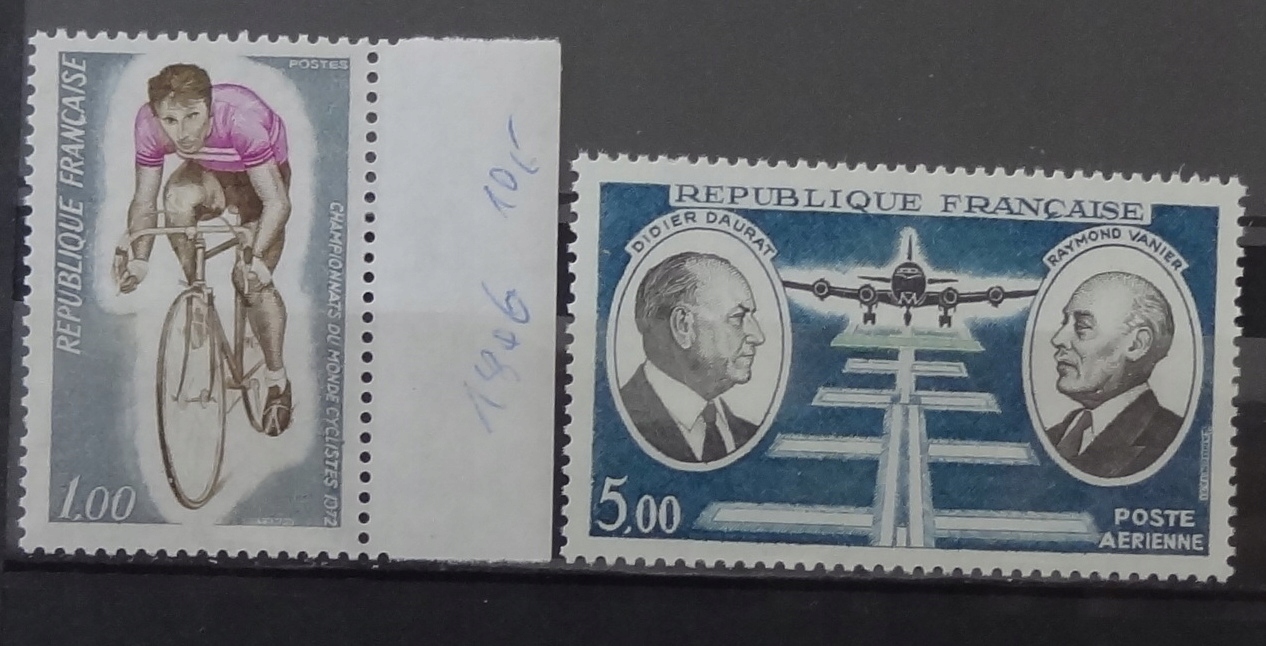 REPUBLIQUE FRANCAISE
POSTES
CHAMPIONNATS DU MONDE CYCLISTES 1972
1,00
10,-
REPUBLIQUE FRANÇAISE
DIDIER DAURAT
RAYMOND VANIER
5,00
POSTE
AERIENNE